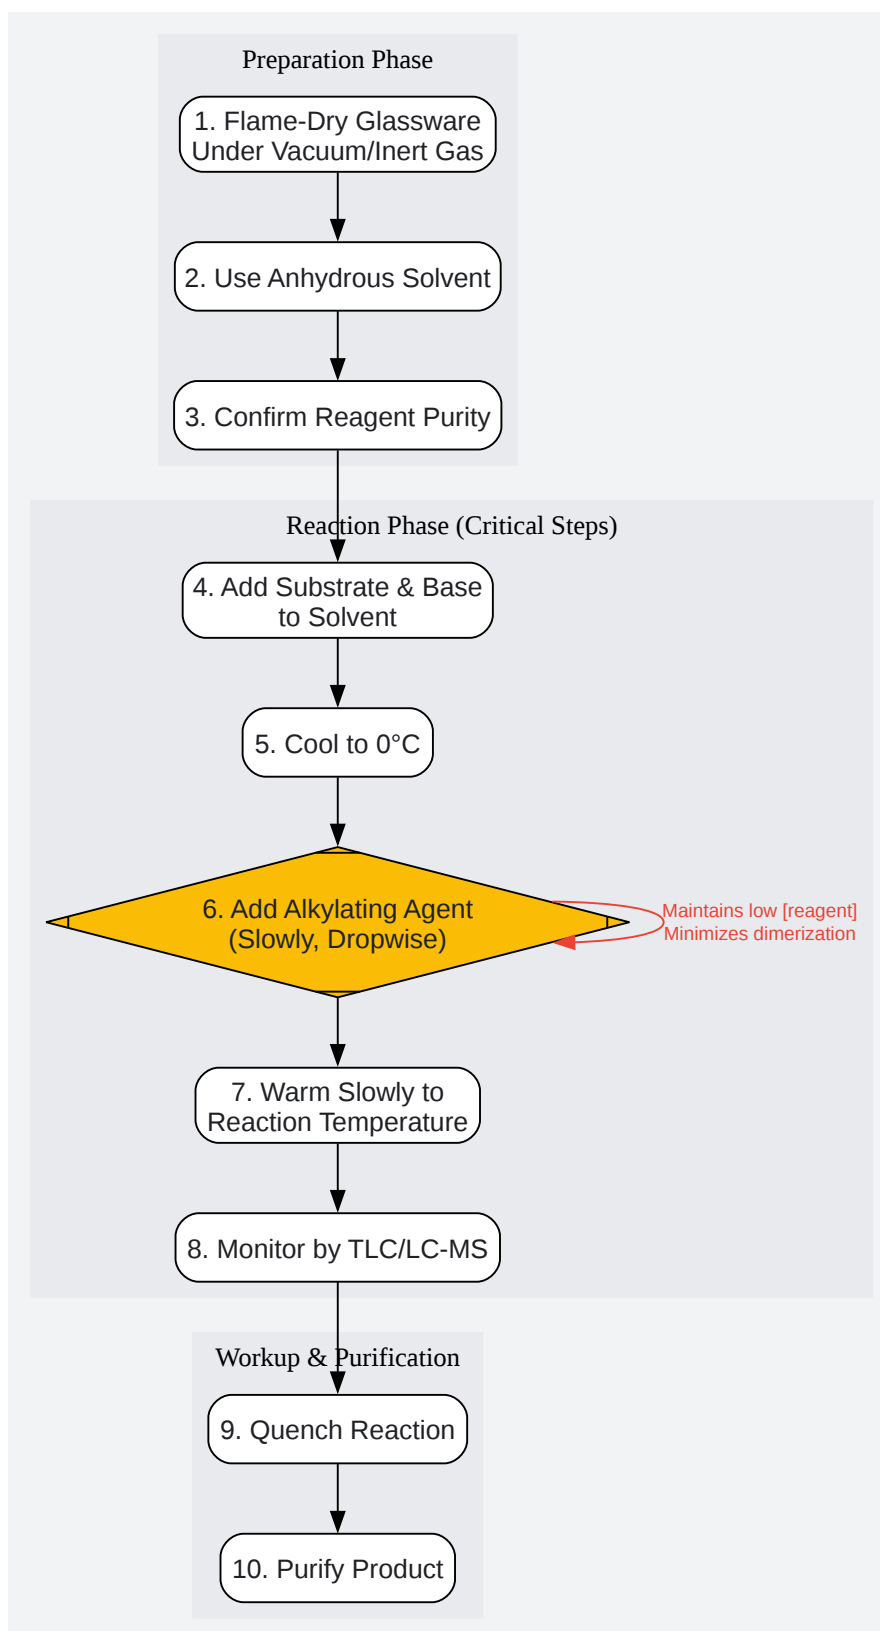 Preparation Phase
1. Flame-Dry Glassware
Under Vacuum/Inert Gas
2. Use Anhydrous Solvent
3. Confirm Reagent Purity
Reaction Phase (Critical Steps)
4. Add Substrate & Base
to Solvent
5. Cool to 0°C
6. Add Alkylating Agent
(Slowly, Dropwise)
Maintains low [reagent]
Minimizes dimerization
7. Warm Slowly to
Reaction Temperature
8. Monitor by TLC/LC-MS
Workup & Purification
9. Quench Reaction
10. Purify Product